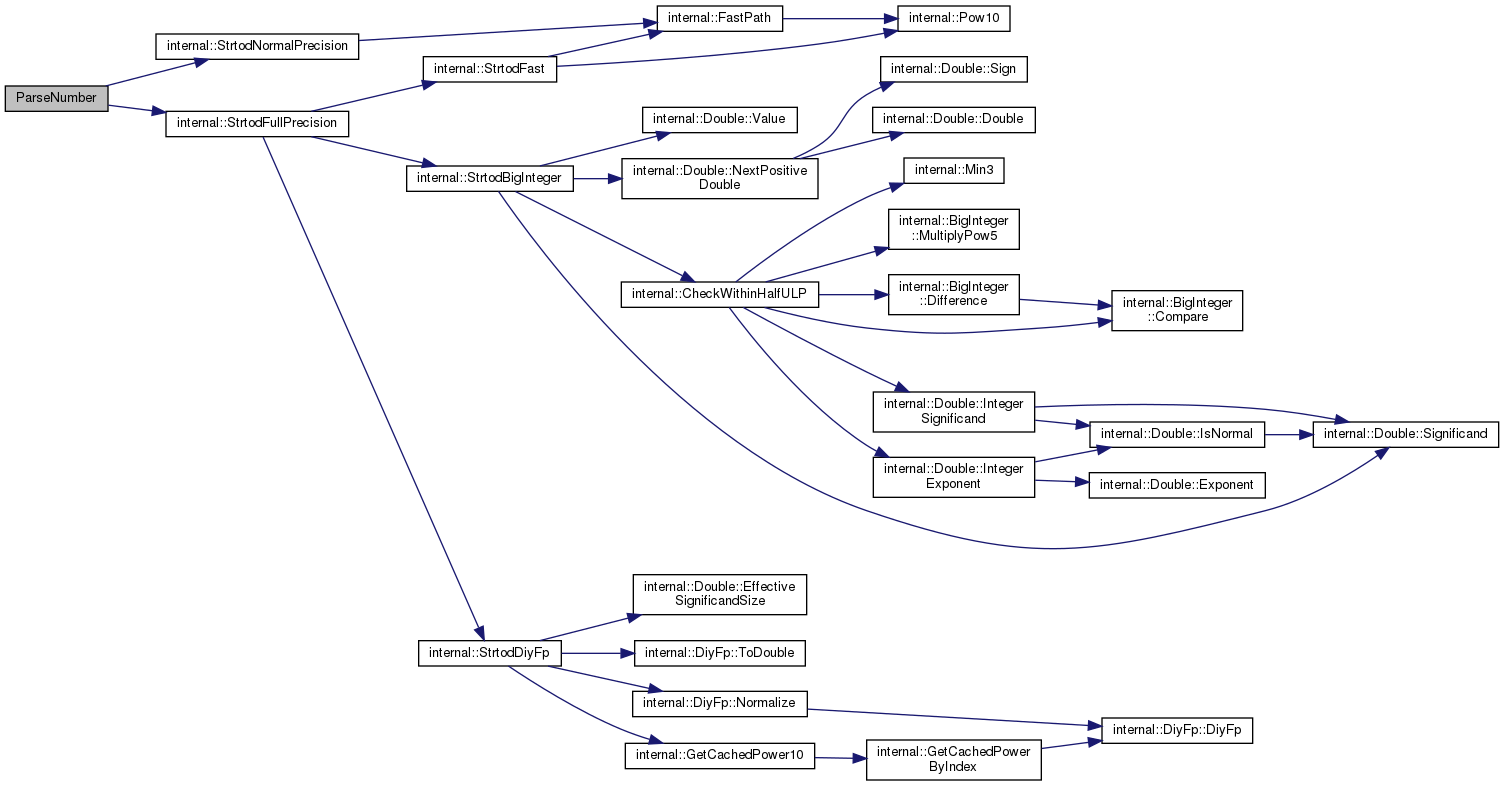 internal::FastPath
internal::Pow10
internal::StrtodNormalPrecision
internal::StrtodFast
internal::Double::Sign
ParseNumber
internal::StrtodFullPrecision
internal::Double::Value
internal::Double::Double
internal::StrtodBigInteger
internal::Double::NextPositive
Double
internal::Min3
internal::BigInteger
::MultiplyPow5
internal::CheckWithinHalfULP
internal::BigInteger
::Difference
internal::BigInteger
::Compare
internal::Double::Integer
Significand
internal::Double::IsNormal
internal::Double::Significand
internal::Double::Integer
Exponent
internal::Double::Exponent
internal::Double::Effective
SignificandSize
internal::StrtodDiyFp
internal::DiyFp::ToDouble
internal::DiyFp::Normalize
internal::DiyFp::DiyFp
internal::GetCachedPower10
internal::GetCachedPower
ByIndex